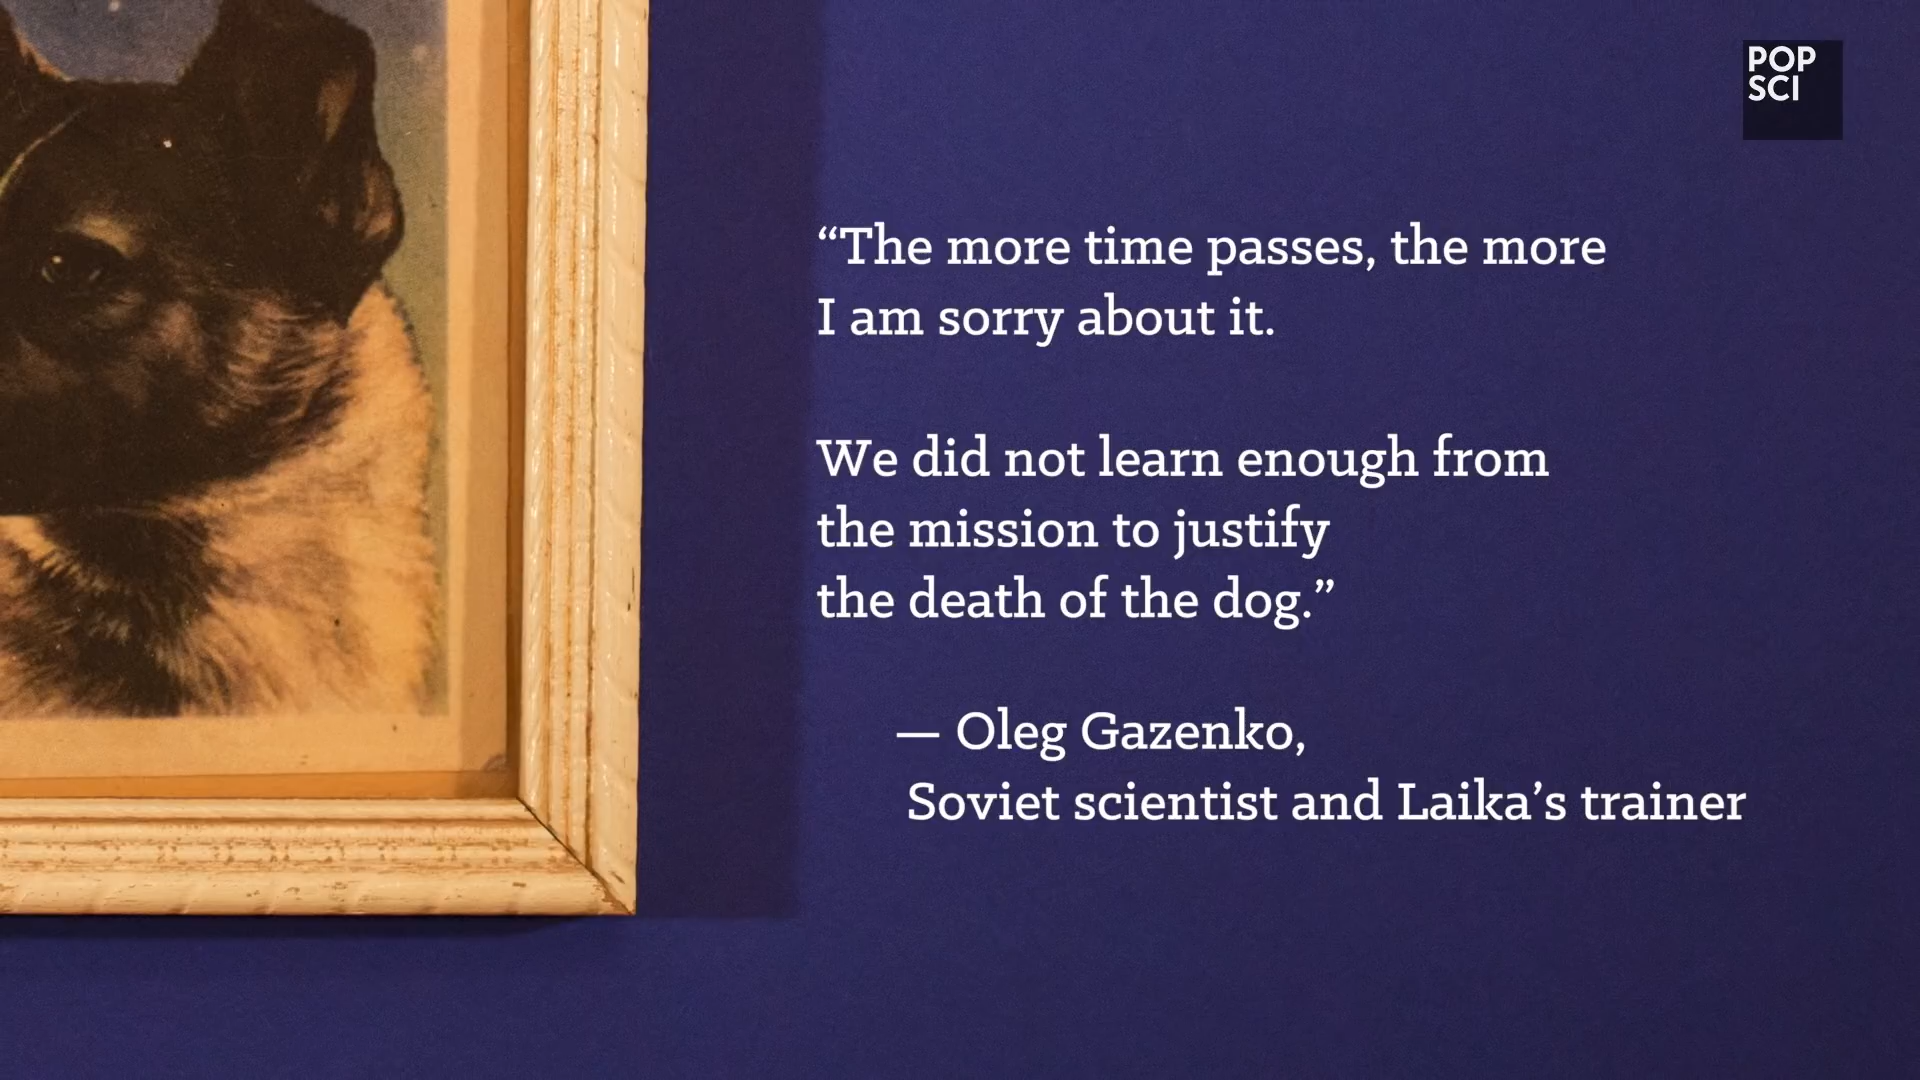 POP
SCI
“The more time passes, the more
I am sorry about it.
We did not learn enough from
the mission to justify
the death of the dog.”
— Oleg Gazenko,
Soviet scientist and Laika’s trainer